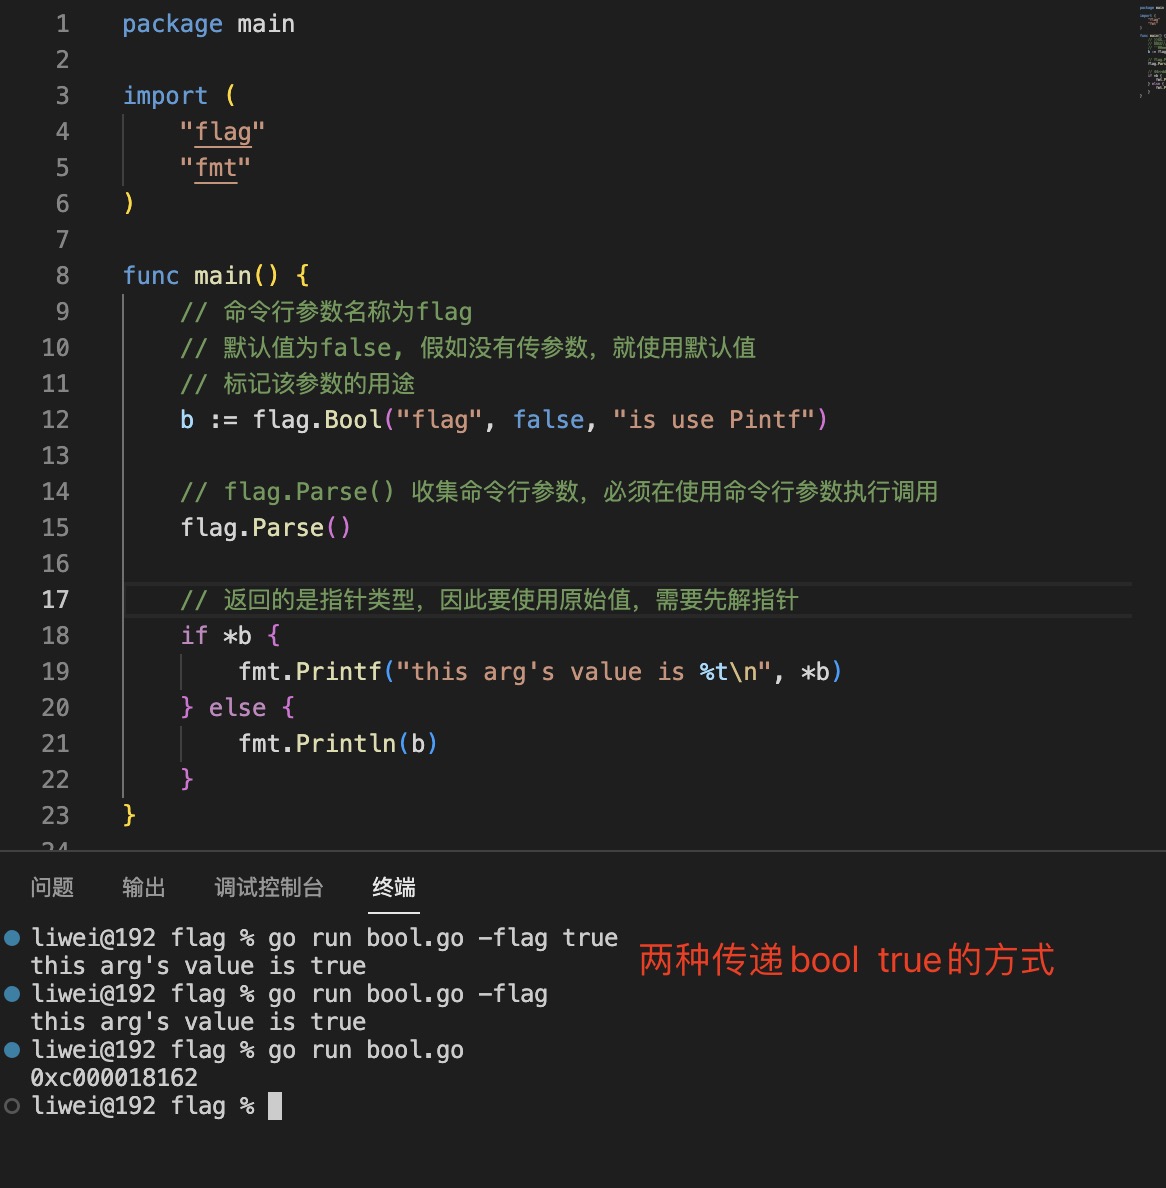 1 package main
2
3 import (
4 "flag"
5 "fmt"
6 )
7
8 func main() {
9 // 命令行参数名称为flag
10 // 默认值为false, 假如没有传参数，就使用默认值
11 // 标记该参数的用途
12 b := flag.Bool("flag", false, "is use Pintf")
13
14 // flag.Parse() 收集命令行参数，必须在使用命令行参数执行调用
15 flag.Parse()
16
17 // 返回的是指针类型，因此要使用原始值，需要先解指针
18 if *b {
19 fmt.Printf("this arg's value is %t\n", *b)
20 } else {
21 fmt.Println(b)
22 }
23 }
24
问题 输出 调试控制台 终端
liwei@192 flag % go run bool.go -flag true
两种传递bool true的方式
this arg's value is true
liwei@192 flag % go run bool.go -flag
this arg's value is true
liwei@192 flag % go run bool.go
0xc000018162
liwei@192 flag %